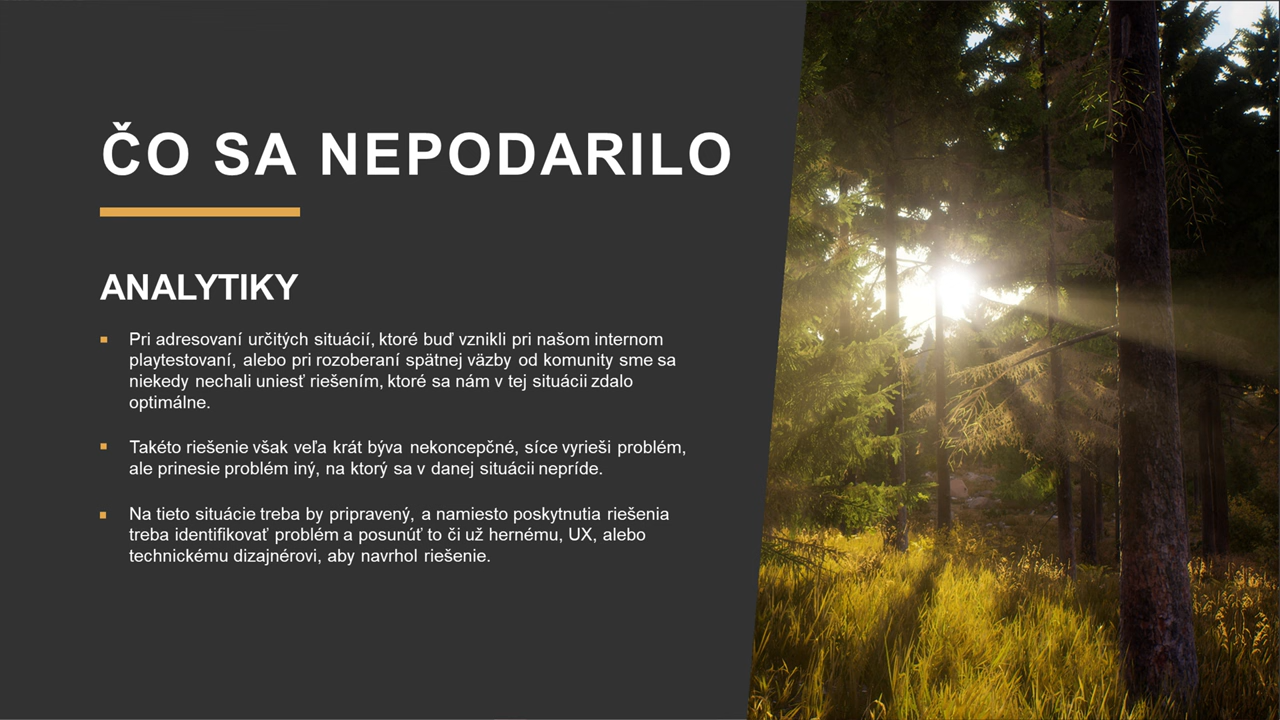 ČO SA NEPODARILO
ANALYTIKY
Pri adresovaní určitých situácií, ktoré buď vznikli pri našom internom
playtestovaní, alebo pri rozoberaní spätnej väzby od komunity sme sa
niekedy nechali uniesť riešením, ktoré sa nám v tej situácii zdalo
optimálne.
Takéto riešenie však veľa krát býva nekoncepčné, síce vyrieši problém,
ale prinesie problém iný, na ktorý sa v danej situácii nepríde.
Na tieto situácie treba by pripravený, a namiesto poskytnutia riešenia
treba identifikovať problém a posunúť to či už hernému, UX, alebo
technickému dizajnérovi, aby navrhol riešenie.